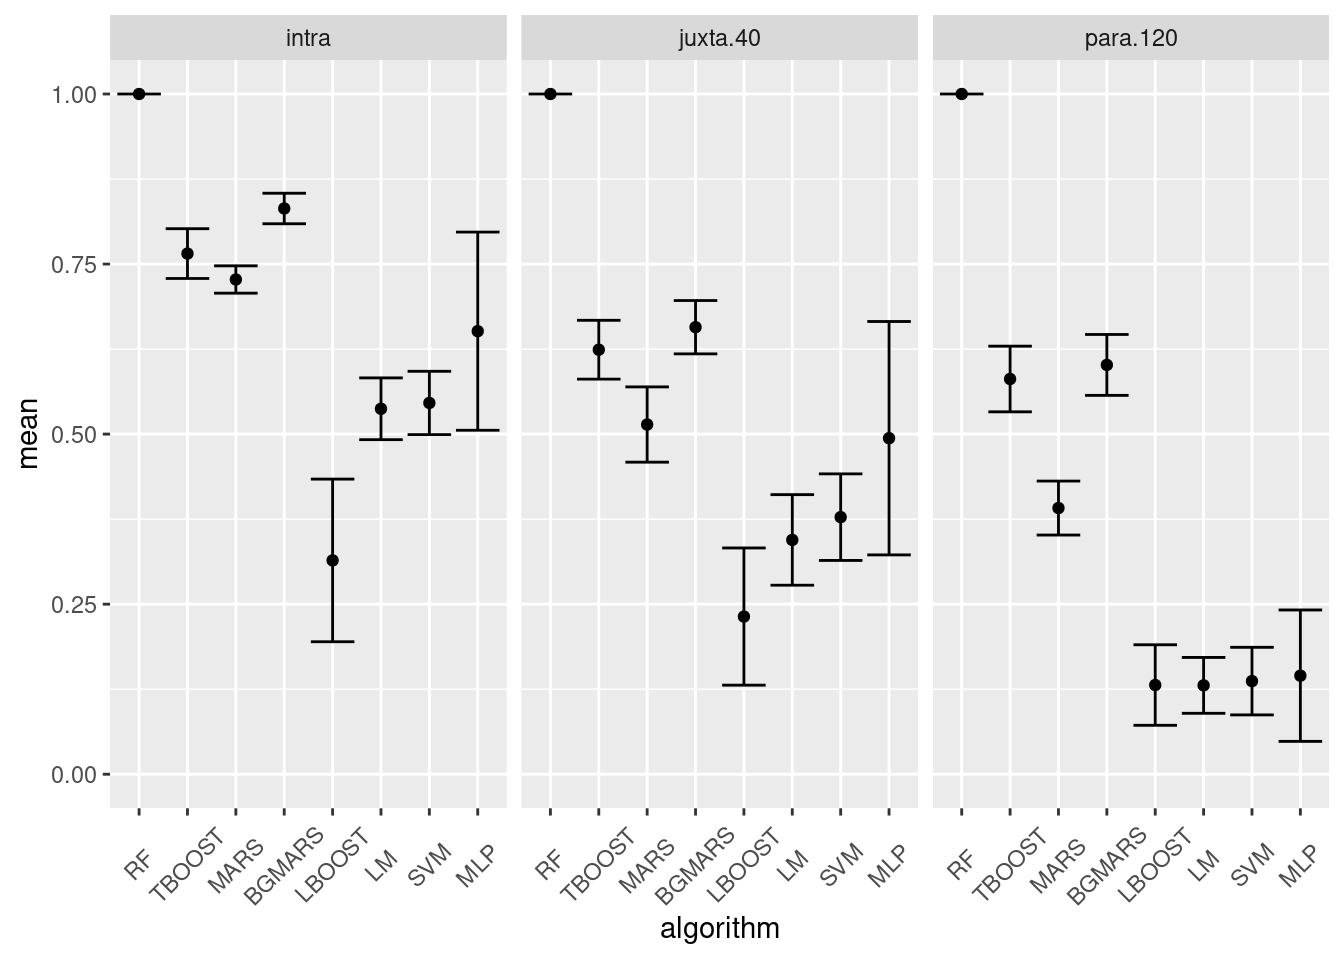 intra juxta.40 para.120
1.00
0.75
0.50
0.25
0.00
mean
RF TBOOST MARS BGMARS LBOOST LM SVM MLP RF TBOOST MARS BGMARS LBOOST LM SVM MLP RF TBOOST MARS BGMARS LBOOST LM SVM MLP
algorithm